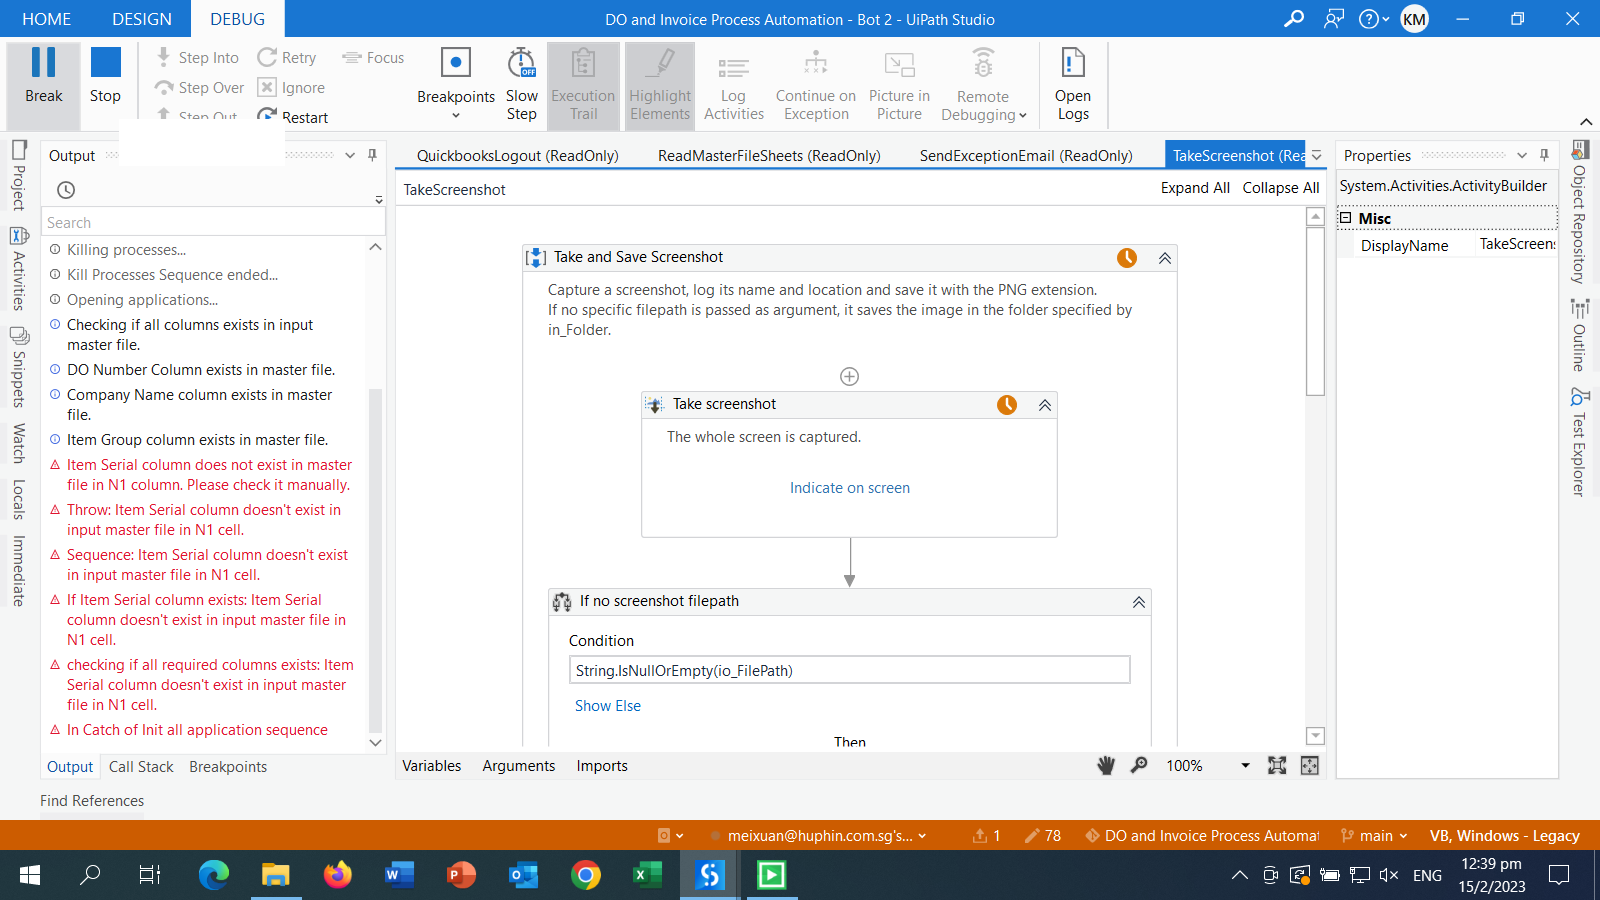 HOME DESIGN DEBUG
DO and Invoice Process Automation - Bot 2 - UiPath Studio
KM
Break
Stop
Step Into
Step Over
Step Out
Retry
Ignore
Restart
Focus
Breakpoints
Slow Step
OFF
Execution Trail
Highlight Elements
Log Activities
Continue on Exception
Picture in Picture
Remote Debugging
Open Logs
Project
Activities
Snippets
Watch
Locals
Immediate
Output
Search
Killing processes...
Kill Processes Sequence ended...
Opening applications...
Checking if all columns exists in input
master file.
DO Number Column exists in master file.
Company Name column exists in master
file.
Item Group column exists in master file.
Item Serial column does not exist in master
file in N1 column. Please check it manually.
Throw: Item Serial column doesn't exist in
input master file in N1 cell.
Sequence: Item Serial column doesn't exist
in input master file in N1 cell.
If Item Serial column exists: Item Serial
column doesn't exist in input master file in
N1 cell.
checking if all required columns exists: Item
Serial column doesn't exist in input master
file in N1 cell.
In Catch of Init all application sequence
Output Call Stack Breakpoints
Find References
QuickbooksLogout (ReadOnly) ReadMasterFileSheets (ReadOnly) SendExceptionEmail (ReadOnly) TakeScreenshot (Rea
TakeScreenshot
Expand All Collapse All
Take and Save Screenshot
Capture a screenshot, log its name and location and save it with the PNG extension.
If no specific filepath is passed as argument, it saves the image in the folder specified by
in_Folder.
Take screenshot
The whole screen is captured.
Indicate on screen
If no screenshot filepath
Condition
String.IsNullOrEmpty(io_FilePath)
Show Else
Then
Variables Arguments Imports
100%
Properties
System.Activities.ActivityBuilder
Misc
DisplayName TakeScreens
Object Repository
Outline
Test Explorer
meixuan@huphin.com.sg's...
1
78
DO and Invoice Process Automat
main
VB, Windows - Legacy
ENG
12:39 pm
15/2/2023